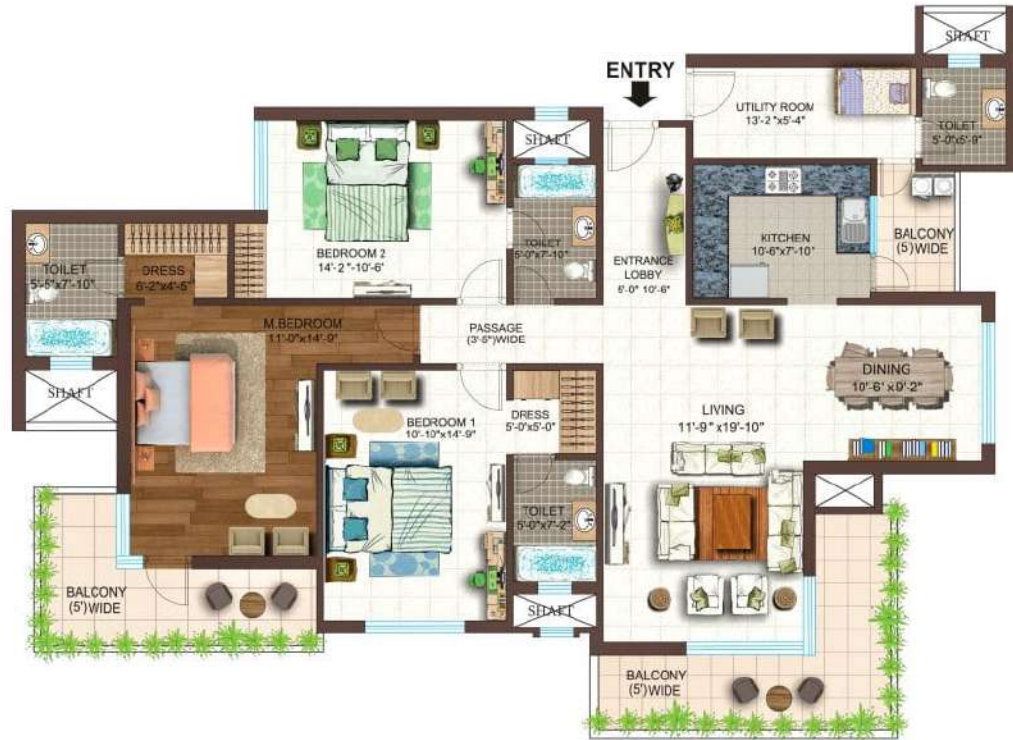 SHAFT
ENTRY
UTILITY ROOM
13'-2"x5'-4"
TOILET
5'-0"x5'-9"
SHAFT
BEDROOM 2
14'-2"-10'-6"
TOILET
5'-0"x7'-10"
ENTRANCE
LOBBY
5'-0" 10'-6"
KITCHEN
10'-6"x7'-10"
BALCONY
(5')WIDE
TOILET
5'-5"x7'-10"
DRESS
6'-2"x4'-5"
M.BEDROOM
11'-0"x14'-9"
PASSAGE
(3'-5")WIDE
SHAFT
DINING
10'-6' x9'-2"
BEDROOM 1
10'-10"x14'-9"
DRESS
5'-0"x5'-0"
LIVING
11'-9" x19'-10"
TOILET
5'-0"x7'-2"
BALCONY
(5')WIDE
SHAFT
BALCONY
(5')WIDE